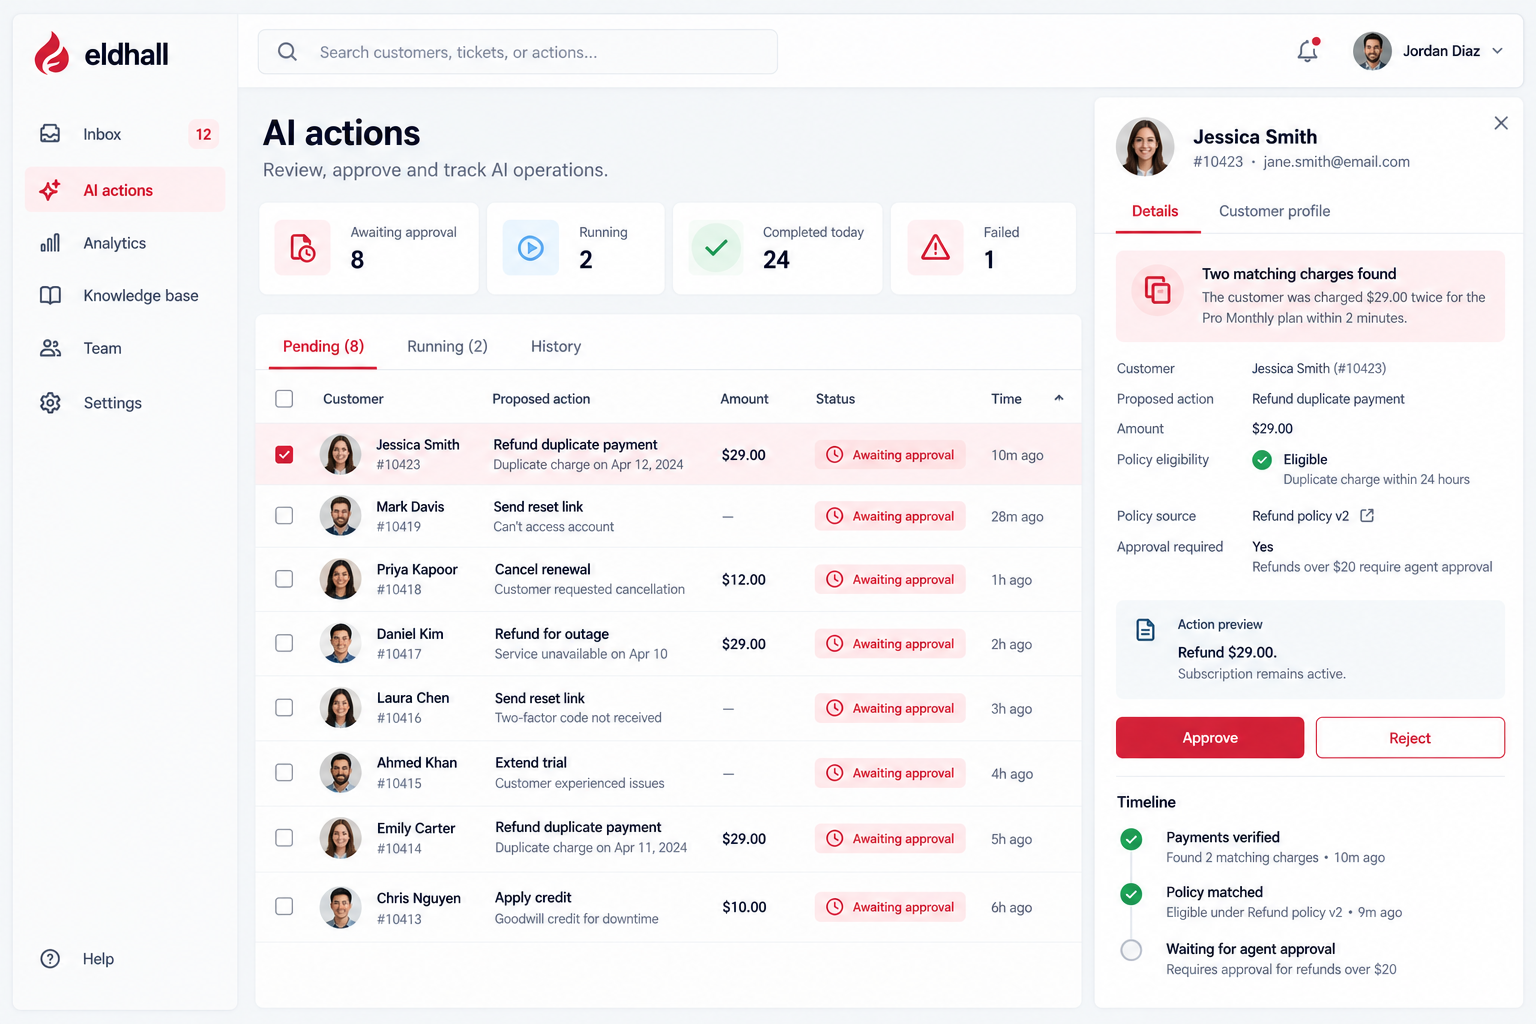 eldhall
Search customers, tickets, or actions...
Jordan Diaz
Inbox
12
AI actions
Analytics
Knowledge base
Team
Settings
Help
AI actions
Review, approve and track AI operations.
Awaiting approval
8
Running
2
Completed today
24
Failed
1
Pending (8)
Running (2)
History
Customer
Proposed action
Amount
Status
Time
Jessica Smith
#10423
Refund duplicate payment
Duplicate charge on Apr 12, 2024
$29.00
Awaiting approval
10m ago
Mark Davis
#10419
Send reset link
Can't access account
—
Awaiting approval
28m ago
Priya Kapoor
#10418
Cancel renewal
Customer requested cancellation
$12.00
Awaiting approval
1h ago
Daniel Kim
#10417
Refund for outage
Service unavailable on Apr 10
$29.00
Awaiting approval
2h ago
Laura Chen
#10416
Send reset link
Two-factor code not received
—
Awaiting approval
3h ago
Ahmed Khan
#10415
Extend trial
Customer experienced issues
—
Awaiting approval
4h ago
Emily Carter
#10414
Refund duplicate payment
Duplicate charge on Apr 11, 2024
$29.00
Awaiting approval
5h ago
Chris Nguyen
#10413
Apply credit
Goodwill credit for downtime
$10.00
Awaiting approval
6h ago
Jessica Smith
#10423 • jane.smith@email.com
Details
Customer profile
Two matching charges found
The customer was charged $29.00 twice for the
Pro Monthly plan within 2 minutes.
Customer
Jessica Smith (#10423)
Proposed action
Refund duplicate payment
Amount
$29.00
Policy eligibility
Eligible
Duplicate charge within 24 hours
Policy source
Refund policy v2
Approval required
Yes
Refunds over $20 require agent approval
Action preview
Refund $29.00.
Subscription remains active.
Approve
Reject
Timeline
Payments verified
Found 2 matching charges • 10m ago
Policy matched
Eligible under Refund policy v2 • 9m ago
Waiting for agent approval
Requires approval for refunds over $20